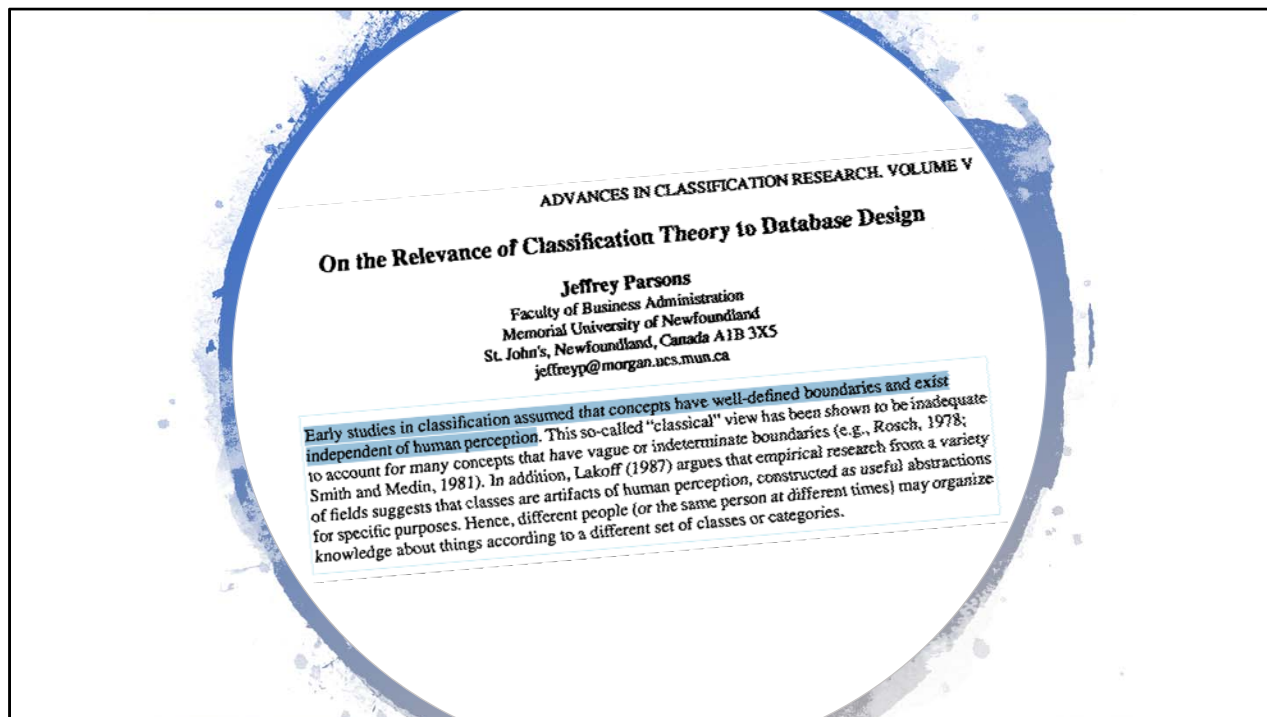 ADVANCES IN CLASSIFICATION RESEARCH. VOLUME V
On the Relevance of Classification Theory to Database Design
Jeffrey Parsons
Faculty of Business Administration
Memorial University of Newfoundland
St. John's, Newfoundland, Canada A1B 3X5
jeffreyp@morgan.ucs.mun.ca
Early studies in classification assumed that concepts have well-defined boundaries and exist
independent of human perception. This so-called "classical" view has been shown to be inadequate
to account for many concepts that have vague or indeterminate boundaries (e.g., Rosch, 1978;
Smith and Medin, 1981). In addition, Lakoff (1987) argues that empirical research from a variety
of fields suggests that classes are artifacts of human perception, constructed as useful abstractions
for specific purposes. Hence, different people (or the same person at different times) may organize
knowledge about things according to a different set of classes or categories.